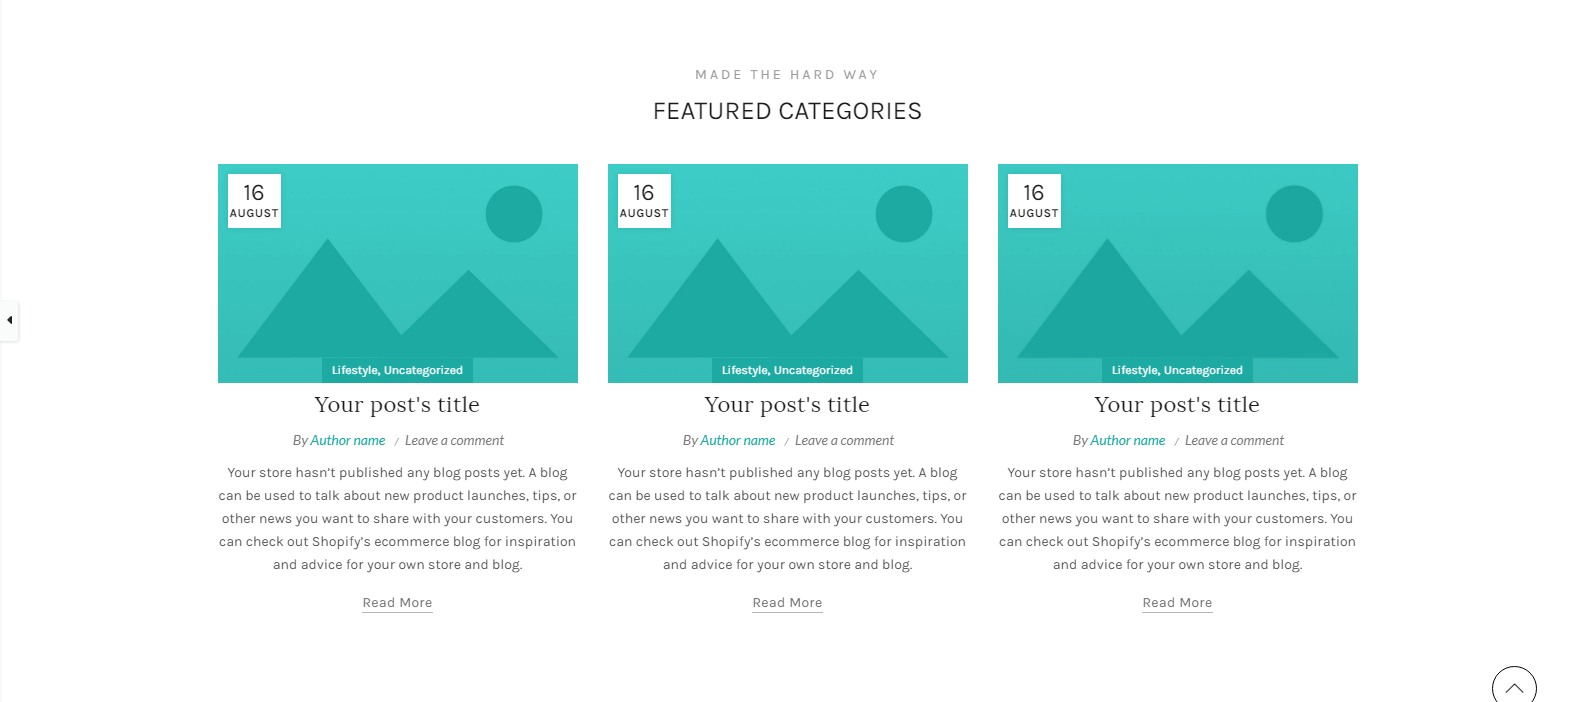 MADE THE HARD WAY
FEATURED CATEGORIES
16
AUGUST
Lifestyle, Uncategorized
Your post's title
By Author name / Leave a comment
Your store hasn’t published any blog posts yet. A blog
can be used to talk about new product launches, tips, or
other news you want to share with your customers. You
can check out Shopify’s ecommerce blog for inspiration
and advice for your own store and blog.
Read More
16
AUGUST
Lifestyle, Uncategorized
Your post's title
By Author name / Leave a comment
Your store hasn’t published any blog posts yet. A blog
can be used to talk about new product launches, tips, or
other news you want to share with your customers. You
can check out Shopify’s ecommerce blog for inspiration
and advice for your own store and blog.
Read More
16
AUGUST
Lifestyle, Uncategorized
Your post's title
By Author name / Leave a comment
Your store hasn’t published any blog posts yet. A blog
can be used to talk about new product launches, tips, or
other news you want to share with your customers. You
can check out Shopify’s ecommerce blog for inspiration
and advice for your own store and blog.
Read More